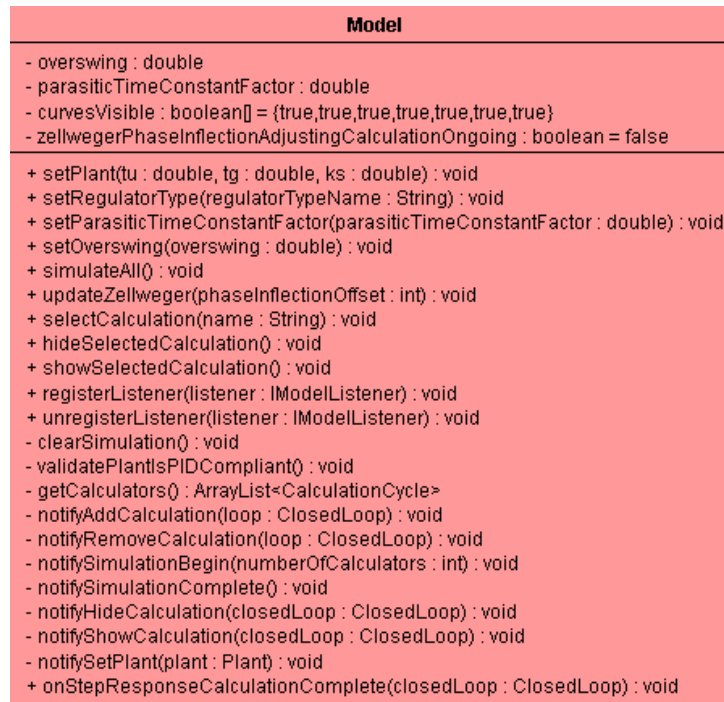 Model
- overswing : double
- parasiticTimeConstantFactor : double
- curvesVisible : boolean[] = {true,true,true,true,true,true,true}
- zellwegerPhaseInflectionAdjustingCalculationOngoing : boolean = false
+ setPlant(tu : double, tg : double, ks : double) : void
+ setRegulatorType(regulatorTypeName : String) : void
+ setParasiticTimeConstantFactor(parasiticTimeConstantFactor : double) : void
+ setOverswing(overswing : double) : void
+ simulateAll() : void
+ updateZellweger(phaseInflectionOffset : int) : void
+ selectCalculation(name : String) : void
+ hideSelectedCalculation() : void
+ showSelectedCalculation() : void
+ registerListener(listener : IModelListener) : void
+ unregisterListener(listener : IModelListener) : void
- clearSimulation() : void
- validatePlantIsPIDCompliant() : void
- getCalculators() : ArrayList<CalculationCycle>
- notifyAddCalculation(loop : ClosedLoop) : void
- notifyRemoveCalculation(loop : ClosedLoop) : void
- notifySimulationBegin(numberOfCalculators : int) : void
- notifySimulationComplete() : void
- notifyHideCalculation(closedLoop : ClosedLoop) : void
- notifyShowCalculation(closedLoop : ClosedLoop) : void
- notifySetPlant(plant : Plant) : void
+ onStepResponseCalculationComplete(closedLoop : ClosedLoop) : void